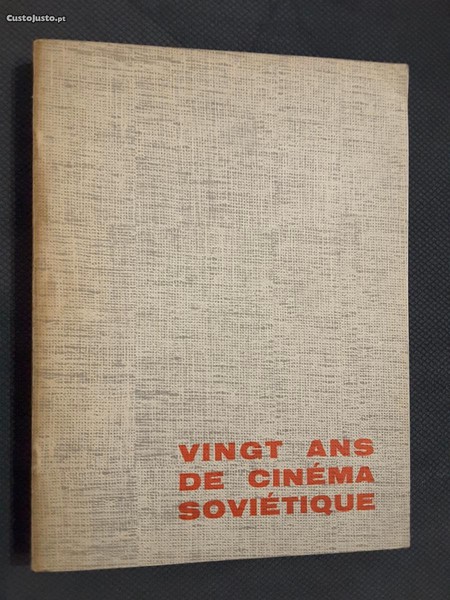 CustoJusto.pt
VINGT ANS
DE CINÉMA
SOVIÉTIQUE